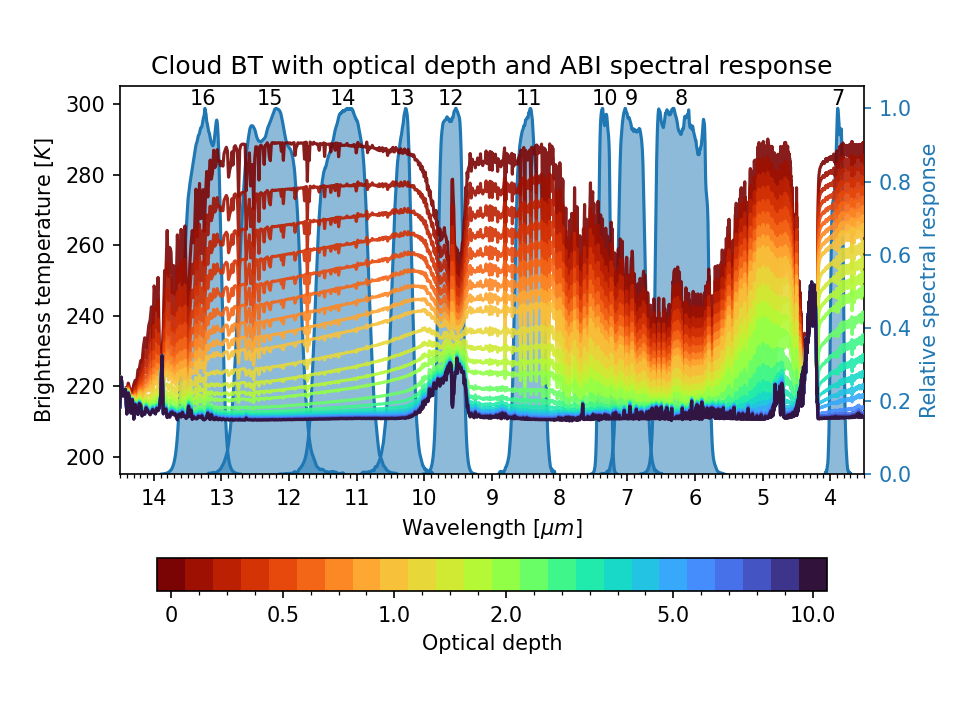 Cloud BT with optical depth and ABI spectral response
16 15 14 13 12 11 10 9 8 7
Brightness temperature [K]
300
280
260
240
220
200
1.0
0.8
0.6
0.4
0.2
0.0
Relative spectral response
14 13 12 11 10 9 8 7 6 5 4
Wavelength [μm]
0 0.5 1.0 2.0 5.0 10.0
Optical depth